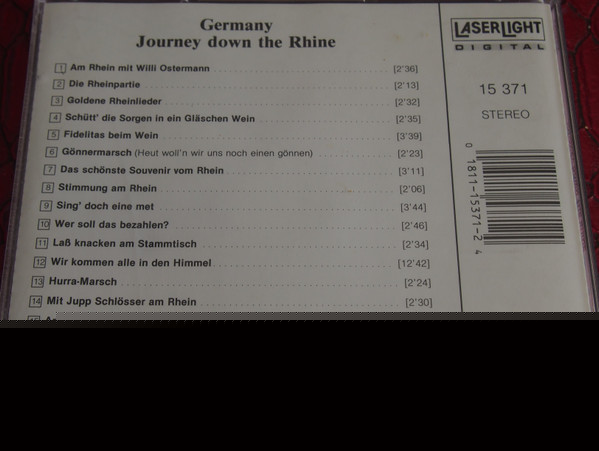 Germany
Journey down the Rhine
1 Am Rhein mit Willi Ostermann [2'36]
2 Die Rheinpartie [2'13]
3 Goldene Rheinlieder [2'32]
4 Schütt' die Sorgen in ein Gläschen Wein [2'35]
5 Fidelitas beim Wein [3'39]
6 Gönnermarsch (Heut woll'n wir uns noch einen gönnen) [2'23]
7 Das schönste Souvenir vom Rhein [3'11]
8 Stimmung am Rhein [2'06]
9 Sing' doch eine met [3'44]
10 Wer soll das bezahlen? [2'46]
11 Laß knacken am Stammtisch [2'34]
12 Wir kommen alle in den Himmel [12'42]
13 Hurra-Marsch [2'24]
14 Mit Jupp Schlösser am Rhein [2'30]
LASERLIGHT
DIGITAL
15 371
STEREO
0 1811-15371-2 4